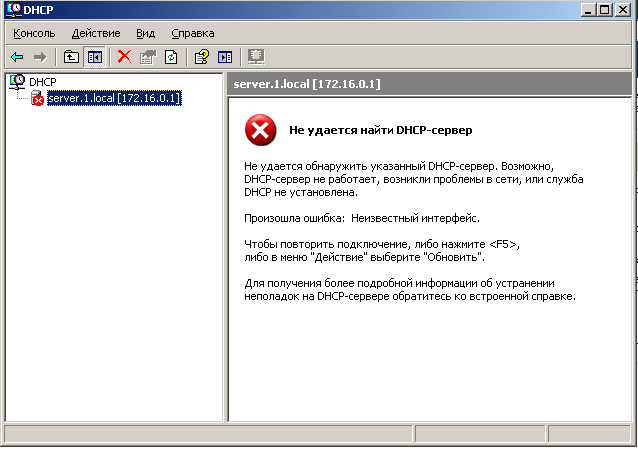 DHCP
Консоль Действие Вид Справка
DHCP
server.1.local [172.16.0.1]
server.1.local [172.16.0.1]
Не удается найти DHCP-сервер
Не удается обнаружить указанный DHCP-сервер. Возможно,
DHCP-сервер не работает, возникли проблемы в сети, или служба
DHCP не установлена.
Произошла ошибка: Неизвестный интерфейс.
Чтобы повторить подключение, либо нажмите <F5>,
либо в меню "Действие" выберите "Обновить".
Для получения более подробной информации об устранении
неполадок на DHCP-сервере обратитесь ко встроенной справке.